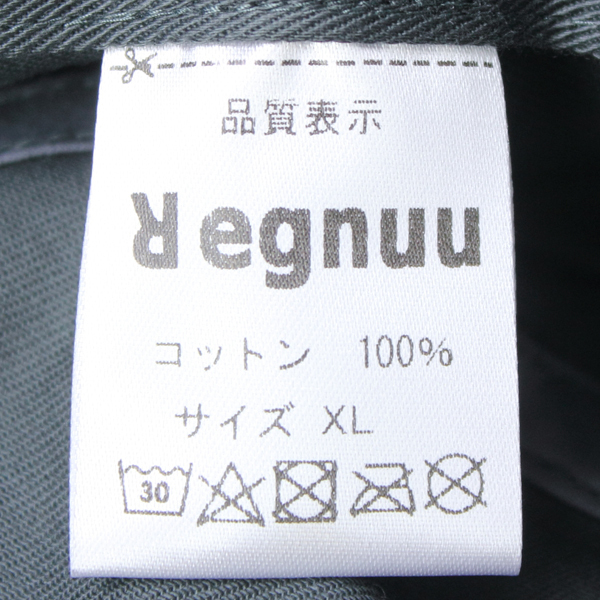 品質表示
Regnuu
コットン 100%
サイズ XL
30